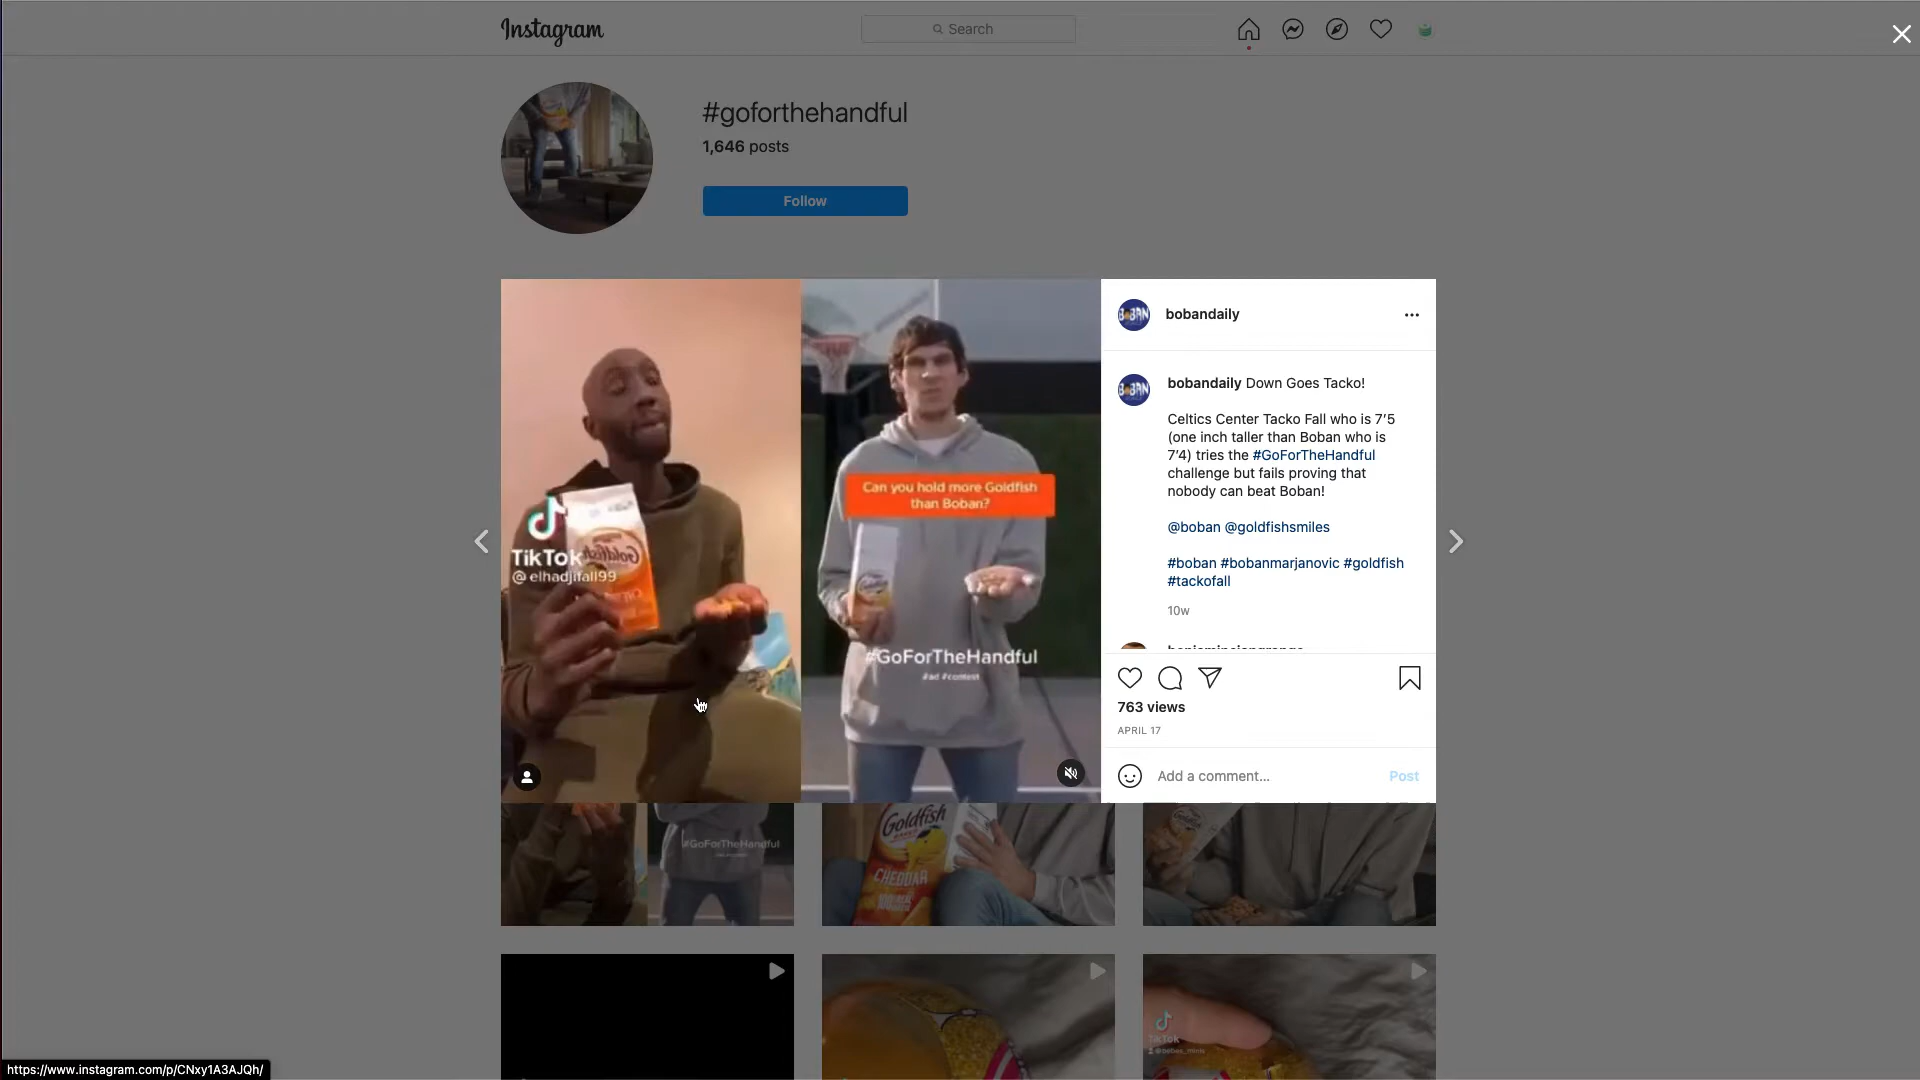 Instagram
Search
#goforthehandful
1,646 posts
Follow
bobandaily
bobandaily Down Goes Tacko!
Celtics Center Tacko Fall who is 7'5
(one inch taller than Boban who is
7'4) tries the #GoForTheHandful
challenge but fails proving that
nobody can beat Boban!
@boban @goldfishsmiles
#boban #bobanmarjanovic #goldfish
#tackofall
10w
Can you hold more Goldfish
than Boban?
TikTok
@elhadjifall99
Goldfish
#GoForTheHandful
#ad #contest
763 views
APRIL 17
Add a comment...
Post
#GoForTheHandful
Goldfish
CHEDDAR
TikTok
https://www.instagram.com/p/CNxy1A3AJQh/